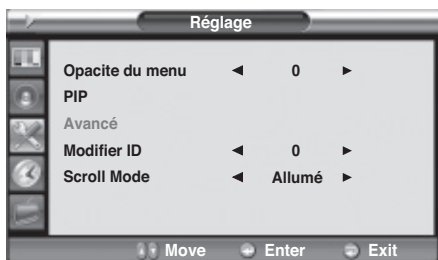 Réglage
Opacite du menu ◄ 0 ►
PIP
Avancé
Modifier ID ◄ 0 ►
Scroll Mode ◄ Allumé ►
Move Enter Exit